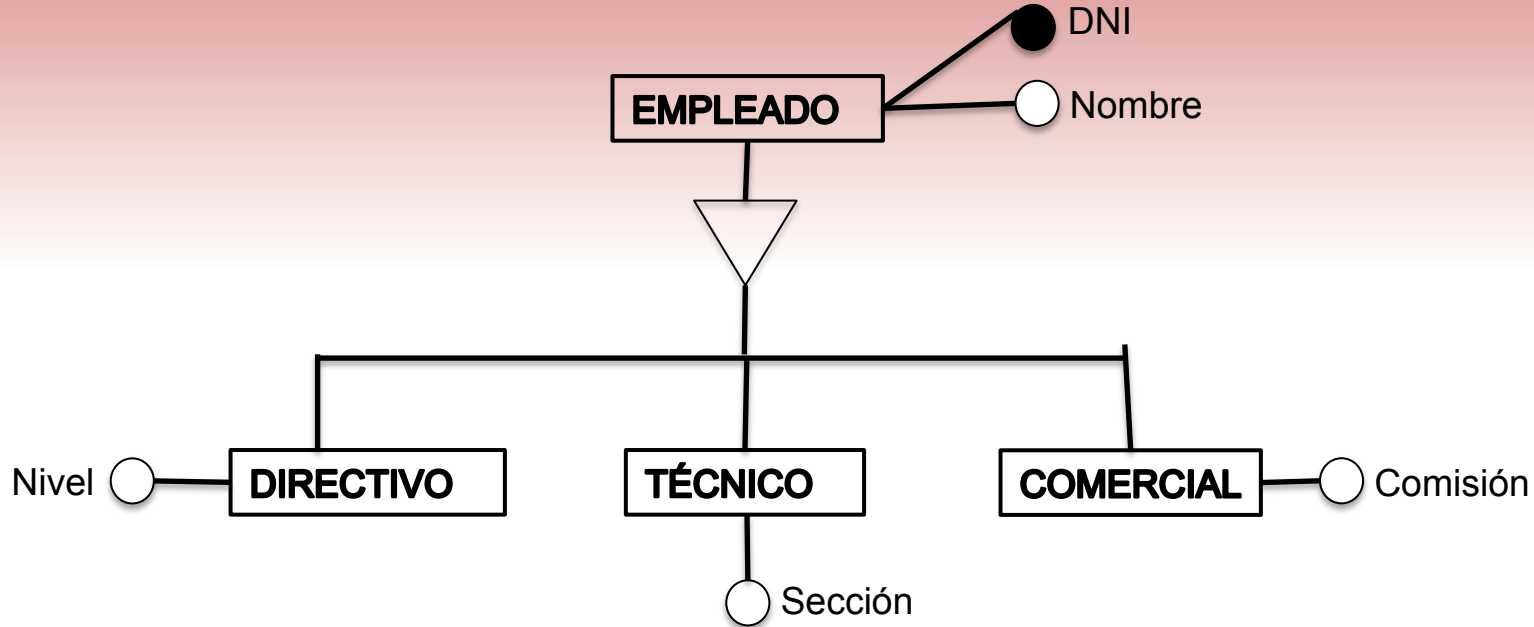 DNI
EMPLEADO
Nombre
Nivel
DIRECTIVO
TÉCNICO
COMERCIAL
Comisión
Sección